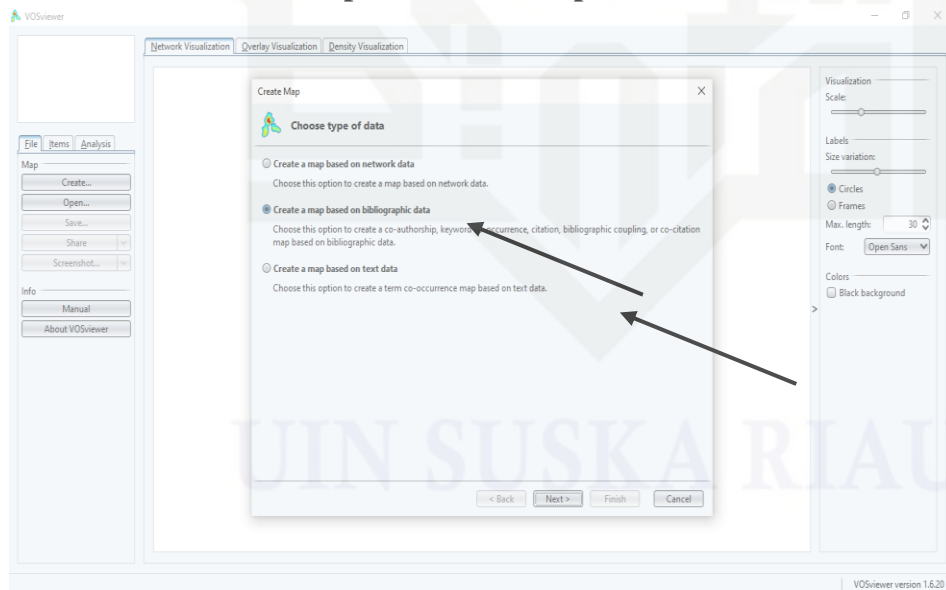 VOSviewer
Network Visualization Overlay Visualization Density Visualization
File Items Analysis
Map
Create...
Open...
Save...
Share
Screenshot...
Info
Manual
About VOSviewer
Create Map
Choose type of data
Create a map based on network data
Choose this option to create a map based on network data.
Create a map based on bibliographic data
Choose this option to create a co-authorship, keyword citation, bibliographic coupling, or co-citation
map based on bibliographic data.
Create a map based on text data
Choose this option to create a term co-occurrence map based on text data.
< Back Next > Finish Cancel
Visualization
Scale:
Labels
Size variation:
Circles
Frames
Max. length: 30
Font: Open Sans
Colors
Black background
>
UIN SUSKA RIAU
VOSviewer version 1.6.20